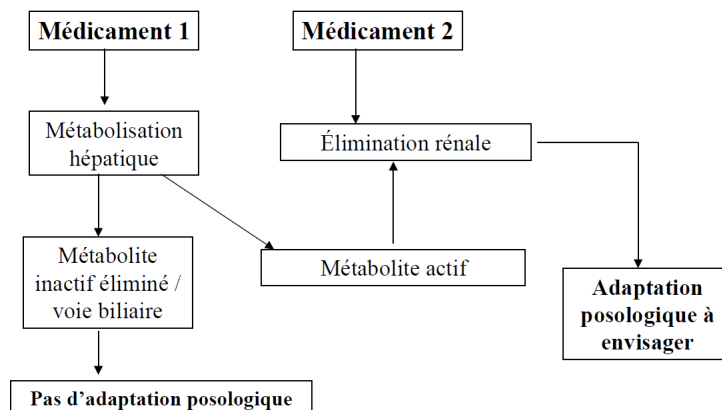 Médicament 1
Médicament 2
Métabolisation
hépatique
Élimination rénale
Métabolite
inactif éliminé /
voie biliaire
Métabolite actif
Adaptation
posologique à
envisager
Pas d’adaptation posologique